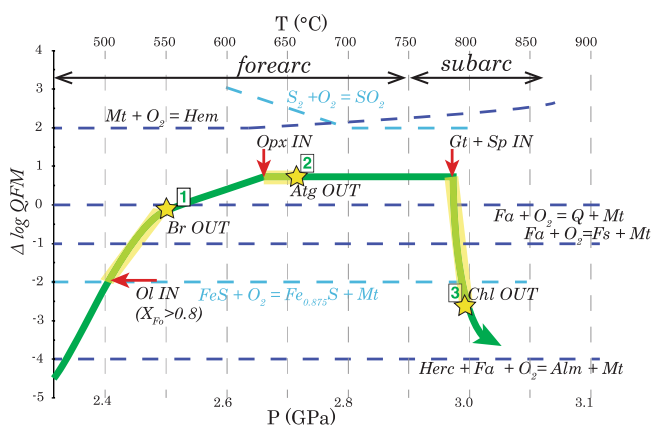 T (°C)
500 550 600 650 700 750 800 850 900
4
3
2
1
0
-1
-2
-3
-4
-5
Δ log QFM
forearc
subarc
S₂ +O₂ = SO₂
Mt + O₂ = Hem
Opx IN
Gt + Sp IN
2
Atg OUT
1
Br OUT
Fa + O₂ = Q + Mt
Fa + O₂=Fs + Mt
Ol IN
(X_Fo>0.8)
FeS + O₂= Fe₀.₈₇₅S + Mt
3
Chl OUT
Herc + Fa + O₂= Alm + Mt
2.4 2.6 2.8 3.0 3.1
P (GPa)